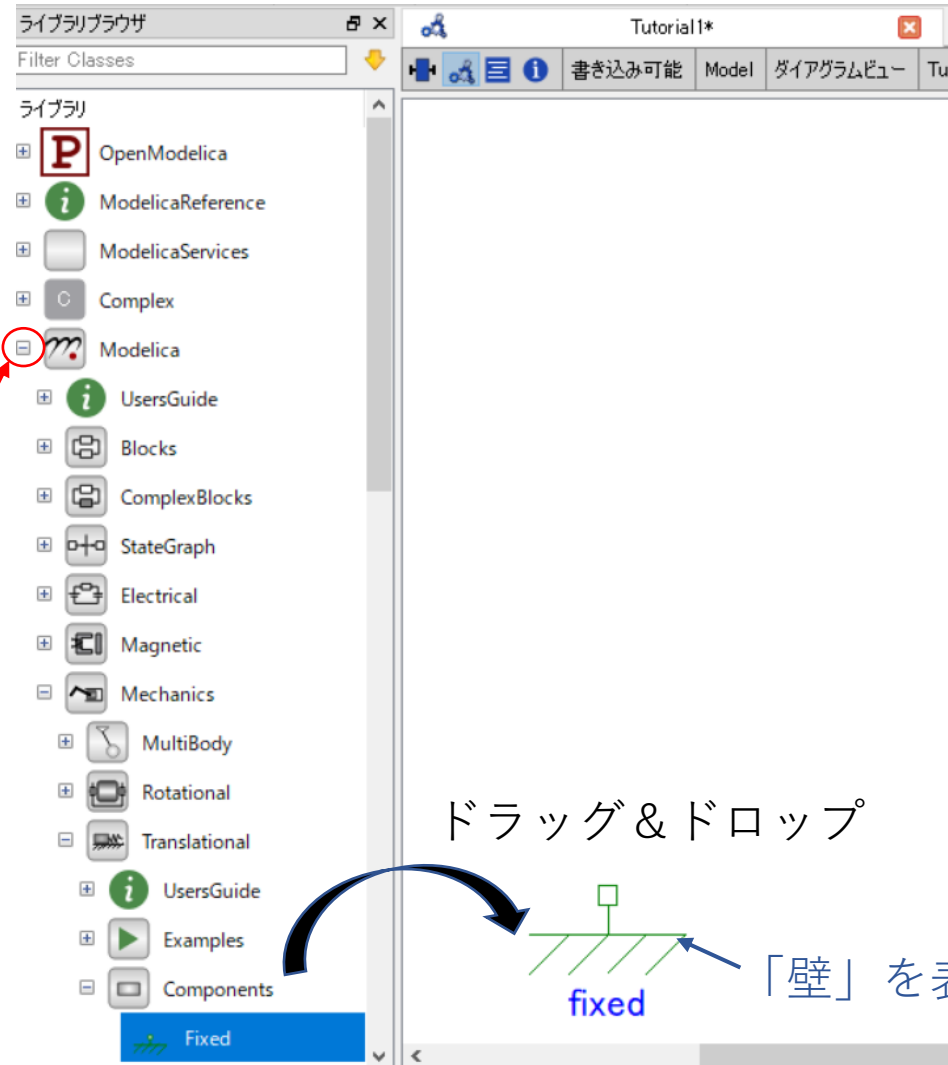 ライブラリブラウザ
Tutorial1*
Filter Classes
書き込み可能
Model
ダイアグラムビュー
Tu
ライブラリ
P
OpenModelica
i
ModelicaReference
ModelicaServices
C
Complex
Modelica
i
UsersGuide
Blocks
ComplexBlocks
StateGraph
Electrical
Magnetic
Mechanics
MultiBody
Rotational
Translational
i
UsersGuide
Examples
Components
Fixed
ドラッグ&ドロップ
「壁」を表
fixed